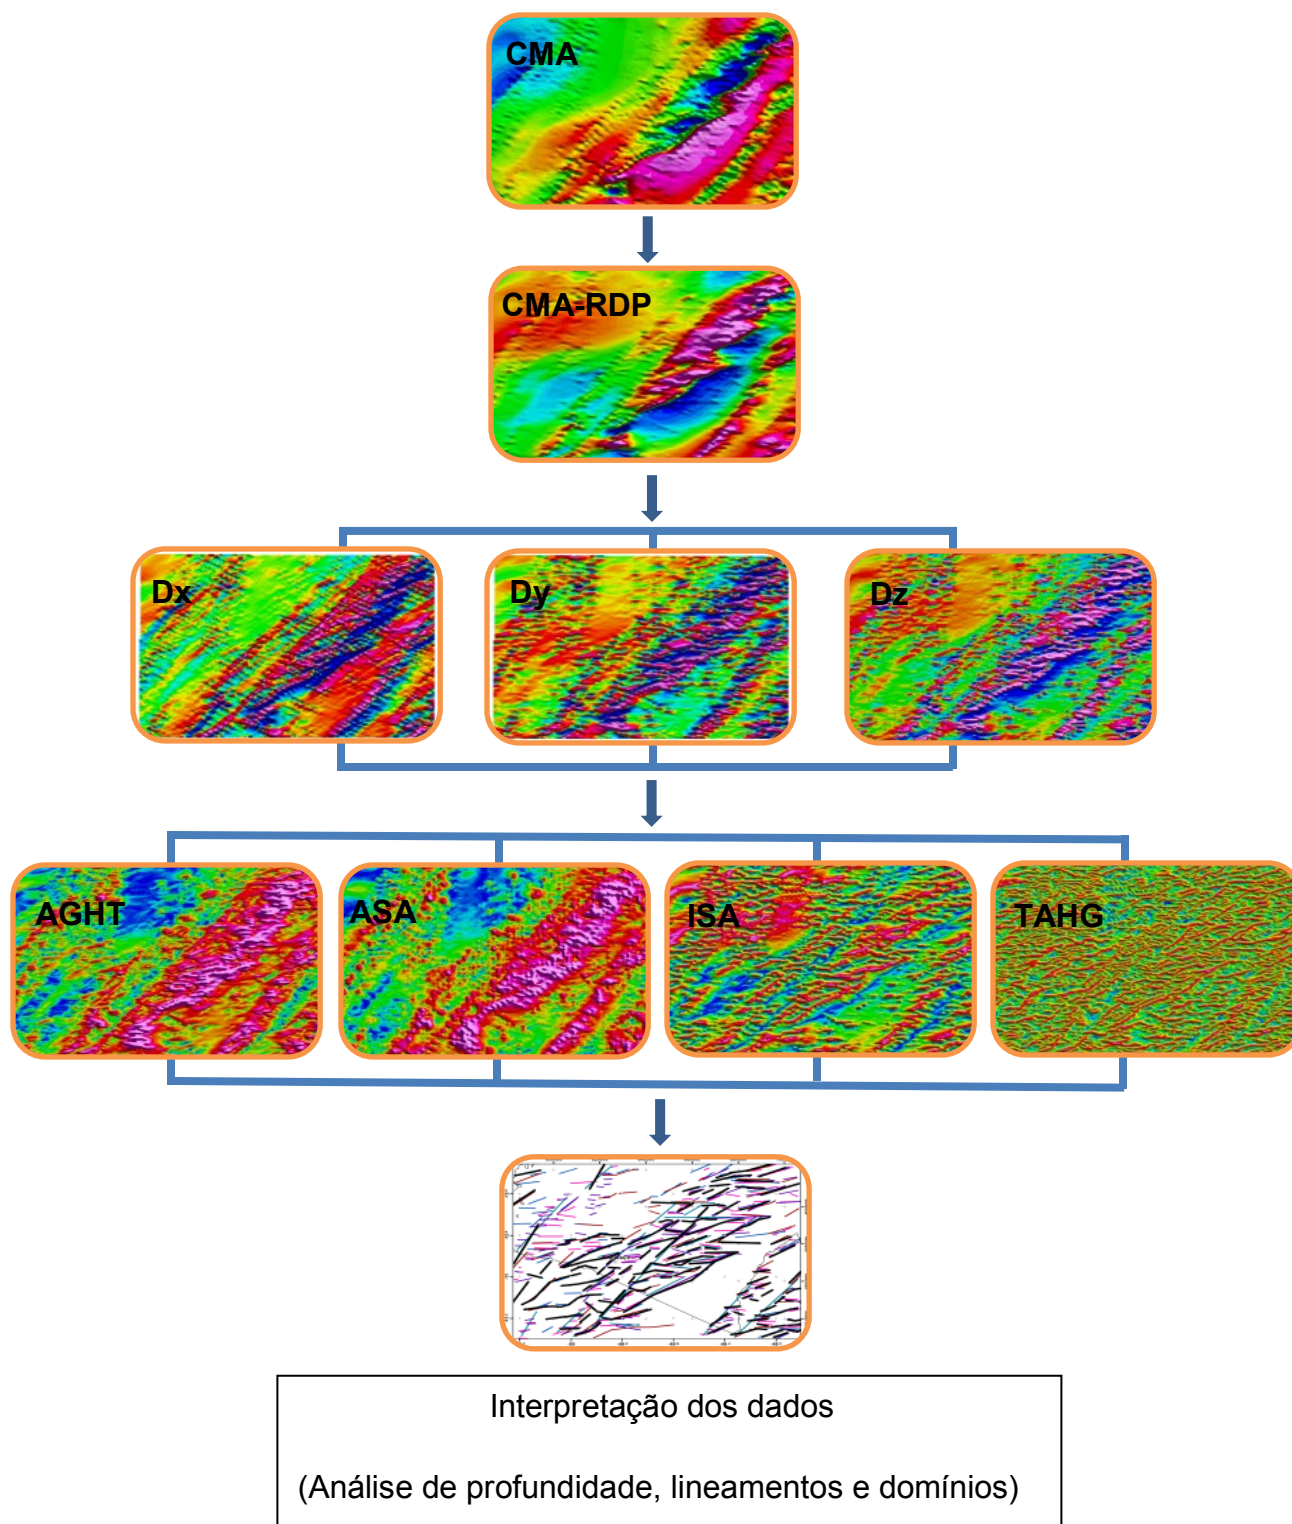 CMA
CMA-RDP
Dx
Dy
Dz
AGHT
ASA
ISA
TAHG
Interpretação dos dados
(Análise de profundidade, lineamentos e domínios)